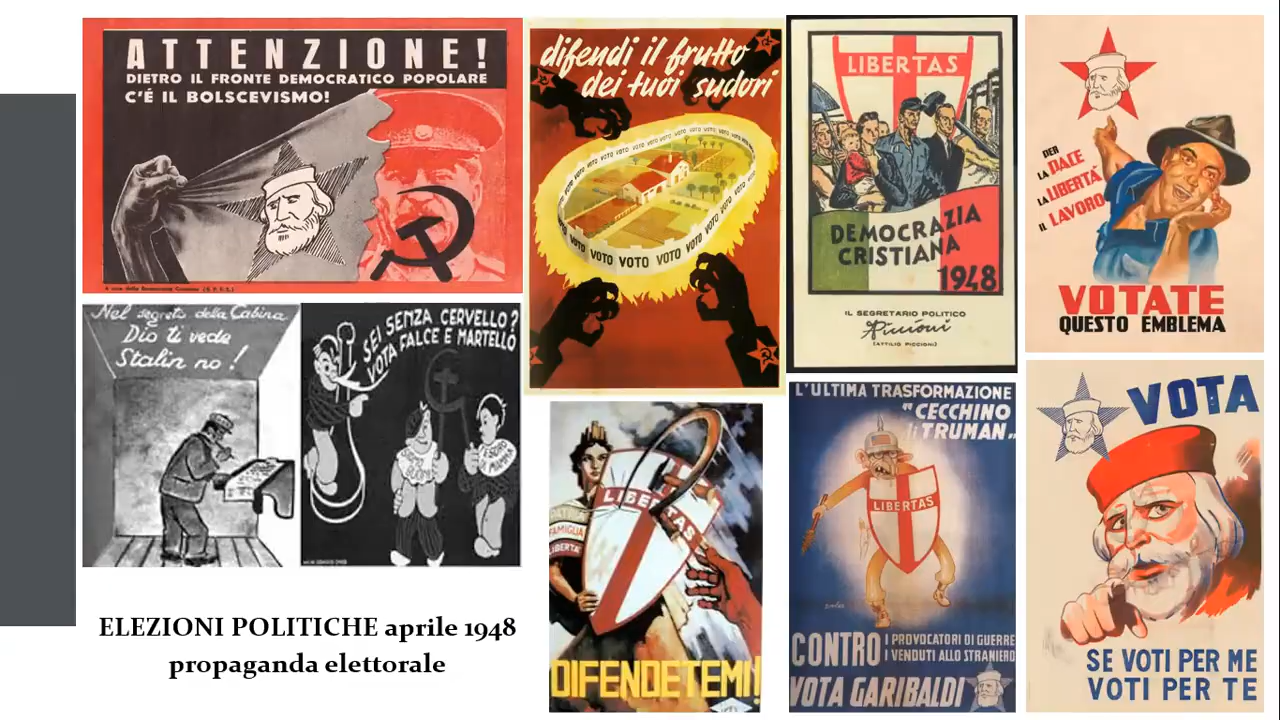 ATTENZIONE!
DIETRO IL FRONTE DEMOCRATICO POPOLARE
C'É IL BOLSCEVISMO!
difendi il frutto
dei tuoi sudori
VOTO VOTO VOTO VOTO VOTO
LIBERTAS
DEMOCRAZIA
CRISTIANA
1948
IL SEGRETARIO POLITICO
Piccioni
(ATTILIO PICCIONI)
PER
LA PACE
LA LIBERTÁ
IL LAVORO
VOTATE
QUESTO EMBLEMA
Nel segreto della Cabina
Dio ti vede
Stalin no!
SEI SENZA CERVELLO?
VOTA FALCE E MARTELLO
LIBERTAS
FAMIGLIA
LIBERTA'
DIFENDETEMI!
L'ULTIMA TRASFORMAZIONE
"CECCHINO
di TRUMAN"
LIBERTAS
CONTRO I PROVOCATORI DI GUERRE
I VENDUTI ALLO STRANIERO
VOTA GARIBALDI
VOTA
SE VOTI PER ME
VOTI PER TE
ELEZIONI POLITICHE aprile 1948
propaganda elettorale